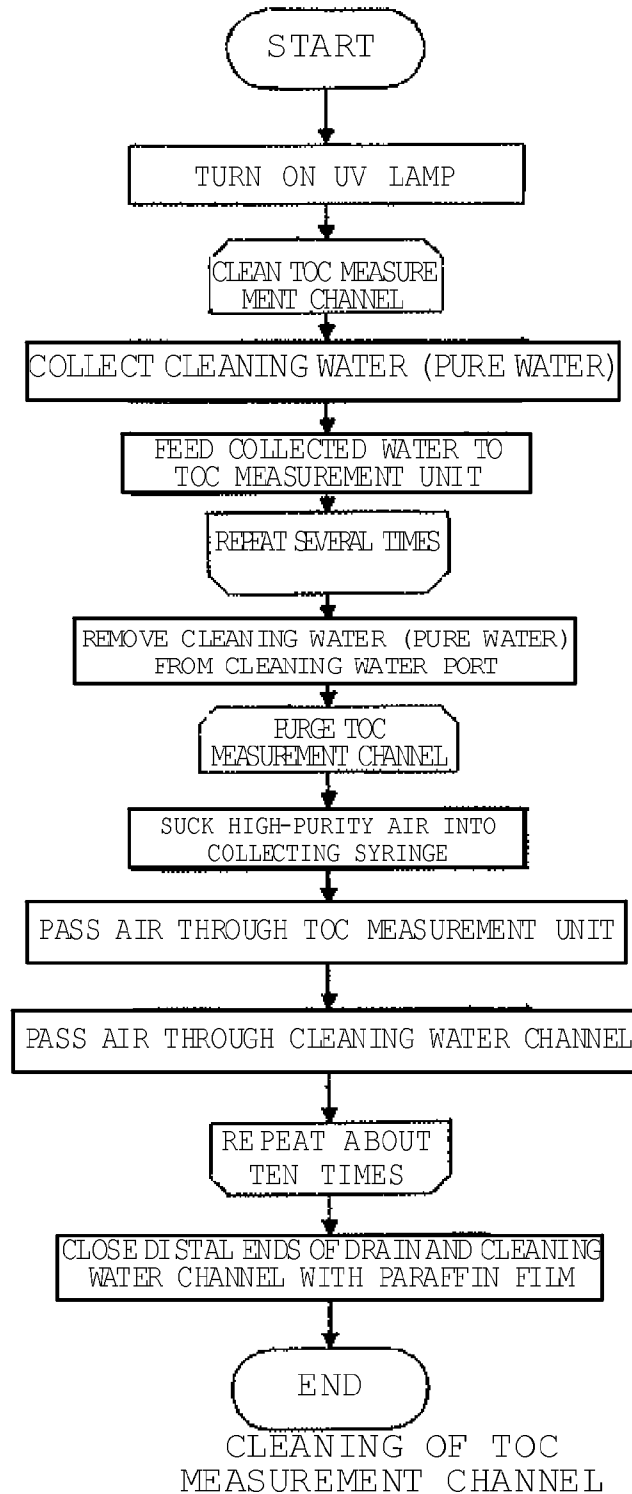 START
TURN ON UV LAMP
CLEAN TOC MEASURE
MENT CHANNEL
COLLECT CLEANING WATER (PURE WATER)
FEED COLLECTED WATER TO
TOC MEASUREMENT UNIT
REPEAT SEVERAL TIMES
REMOVE CLEANING WATER (PURE WATER)
FROM CLEANING WATER PORT
PURGE TOC
MEASUREMENT CHANNEL
SUCK HIGH-PURITY AIR INTO
COLLECTING SYRINGE
PASS AIR THROUGH TOC MEASUREMENT UNIT
PASS AIR THROUGH CLEANING WATER CHANNEL
REPEAT ABOUT
TEN TIMES
CLOSE DISTAL ENDS OF DRAIN AND CLEANING
WATER CHANNEL WITH PARAFFIN FILM
END
CLEANING OF TOC
MEASUREMENT CHANNEL